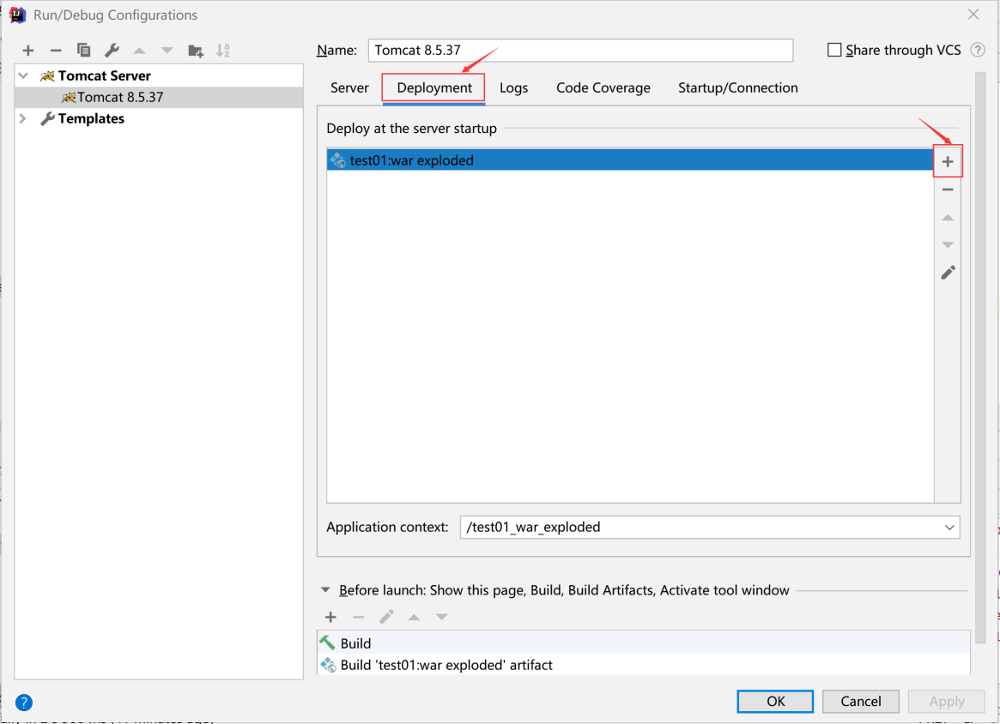 Run/Debug Configurations
Name: Tomcat 8.5.37
Share through VCS ?
Tomcat Server
Tomcat 8.5.37
Templates
Server Deployment Logs Code Coverage Startup/Connection
Deploy at the server startup
test01:war exploded
Application context: /test01_war_exploded
Before launch: Show this page, Build, Build Artifacts, Activate tool window
Build
Build 'test01:war exploded' artifact
?
OK Cancel Apply